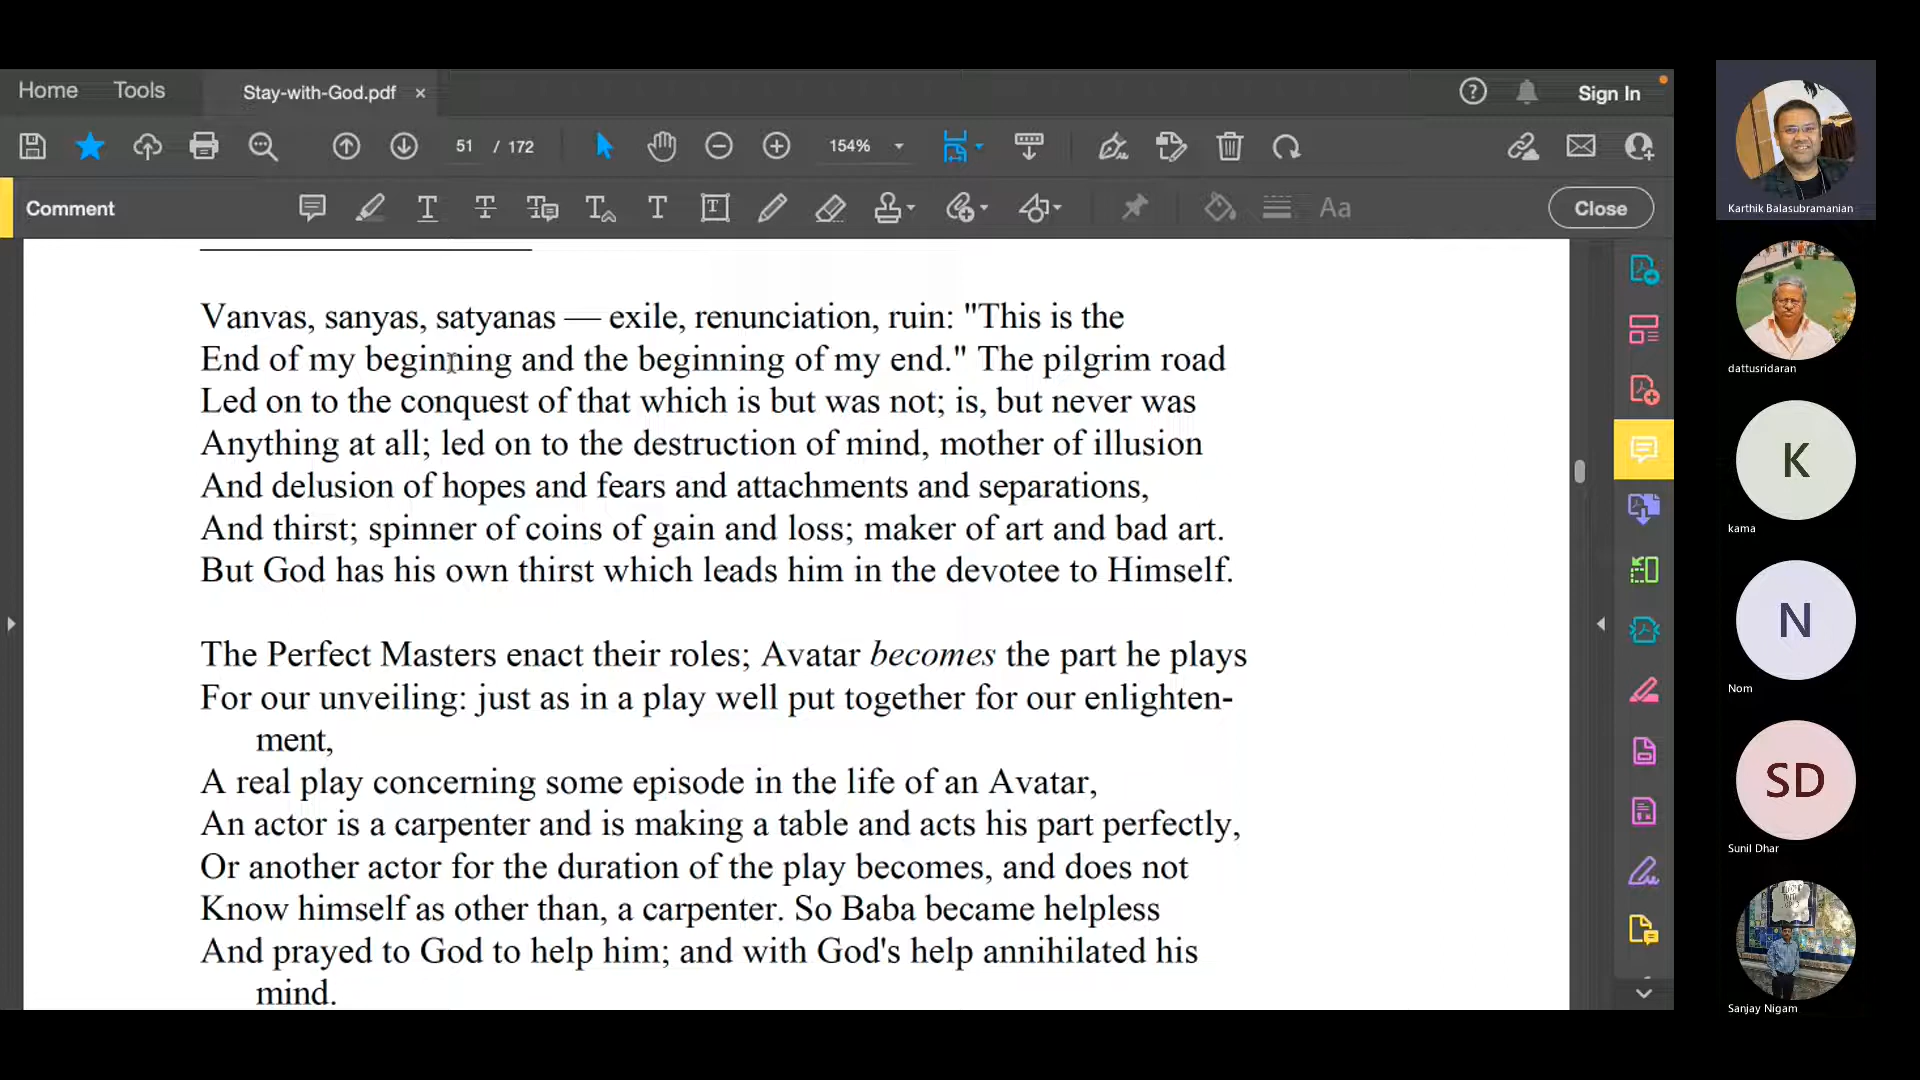 Home Tools Stay-with-God.pdf × Sign In
51 / 172 154%
Comment Close
Vanvas, sanyas, satyanas — exile, renunciation, ruin: "This is the
End of my beginning and the beginning of my end." The pilgrim road
Led on to the conquest of that which is but was not; is, but never was
Anything at all; led on to the destruction of mind, mother of illusion
And delusion of hopes and fears and attachments and separations,
And thirst; spinner of coins of gain and loss; maker of art and bad art.
But God has his own thirst which leads him in the devotee to Himself.
The Perfect Masters enact their roles; Avatar becomes the part he plays
For our unveiling: just as in a play well put together for our enlighten-
ment,
A real play concerning some episode in the life of an Avatar,
An actor is a carpenter and is making a table and acts his part perfectly,
Or another actor for the duration of the play becomes, and does not
Know himself as other than, a carpenter. So Baba became helpless
And prayed to God to help him; and with God's help annihilated his
mind.
Karthik Balasubramanian
dattusridaran
K
kama
N
Nom
SD
Sunil Dhar
Sanjay Nigam